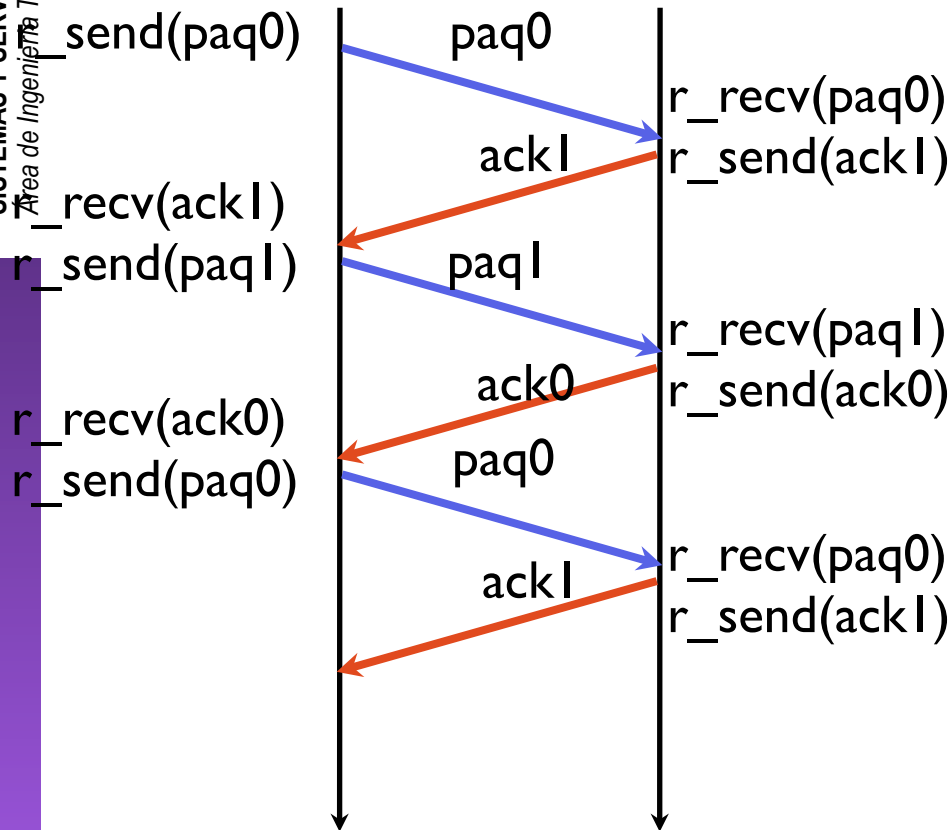 r_send(paq0)
paq0
r_recv(paq0)
ack1
r_send(ack1)
r_recv(ack1)
r_send(paq1)
paq1
r_recv(paq1)
ack0
r_send(ack0)
r_recv(ack0)
r_send(paq0)
paq0
r_recv(paq0)
ack1
r_send(ack1)
Área de Ingeniería